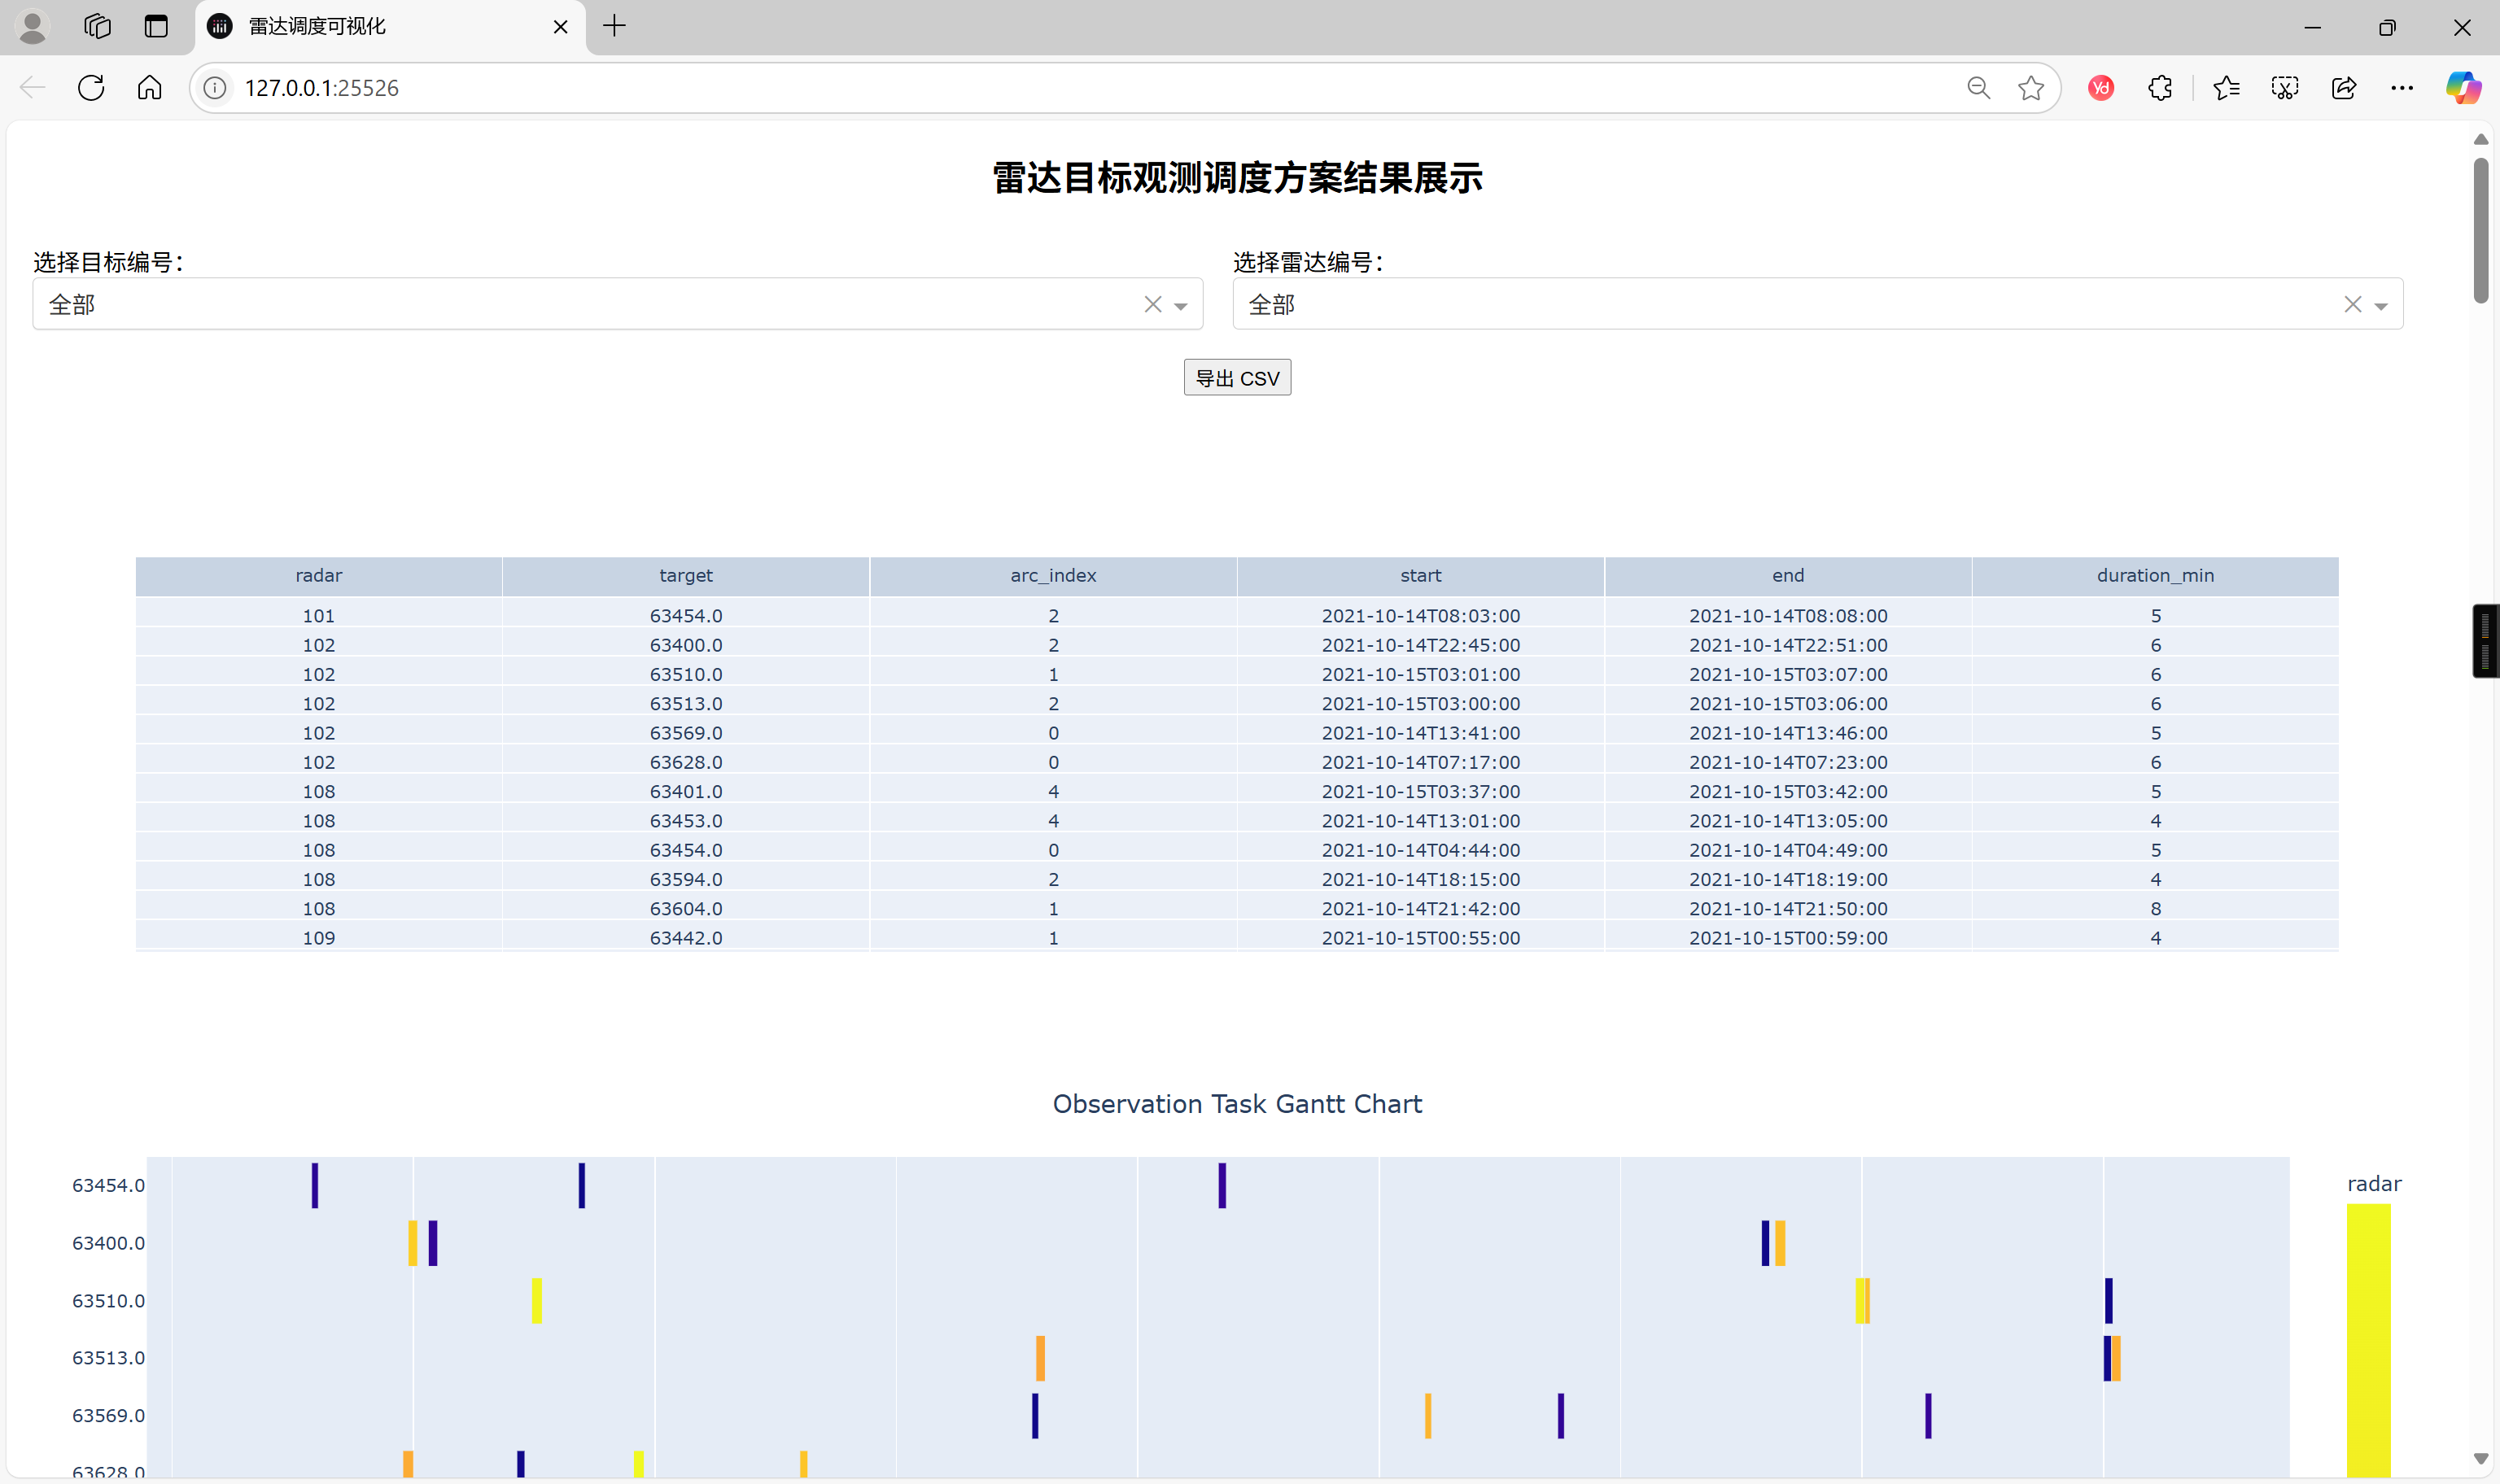 雷达调度可视化
127.0.0.1:25526
yd
雷达目标观测调度方案结果展示
选择目标编号: 选择雷达编号:
全部 全部
导出 CSV
radar target arc_index start end duration_min
101 63454.0 2 2021-10-14T08:03:00 2021-10-14T08:08:00 5
102 63400.0 2 2021-10-14T22:45:00 2021-10-14T22:51:00 6
102 63510.0 1 2021-10-15T03:01:00 2021-10-15T03:07:00 6
102 63513.0 2 2021-10-15T03:00:00 2021-10-15T03:06:00 6
102 63569.0 0 2021-10-14T13:41:00 2021-10-14T13:46:00 5
102 63628.0 0 2021-10-14T07:17:00 2021-10-14T07:23:00 6
108 63401.0 4 2021-10-15T03:37:00 2021-10-15T03:42:00 5
108 63453.0 4 2021-10-14T13:01:00 2021-10-14T13:05:00 4
108 63454.0 0 2021-10-14T04:44:00 2021-10-14T04:49:00 5
108 63594.0 2 2021-10-14T18:15:00 2021-10-14T18:19:00 4
108 63604.0 1 2021-10-14T21:42:00 2021-10-14T21:50:00 8
109 63442.0 1 2021-10-15T00:55:00 2021-10-15T00:59:00 4
Observation Task Gantt Chart
radar
63454.0
63400.0
63510.0
63513.0
63569.0
63628.0